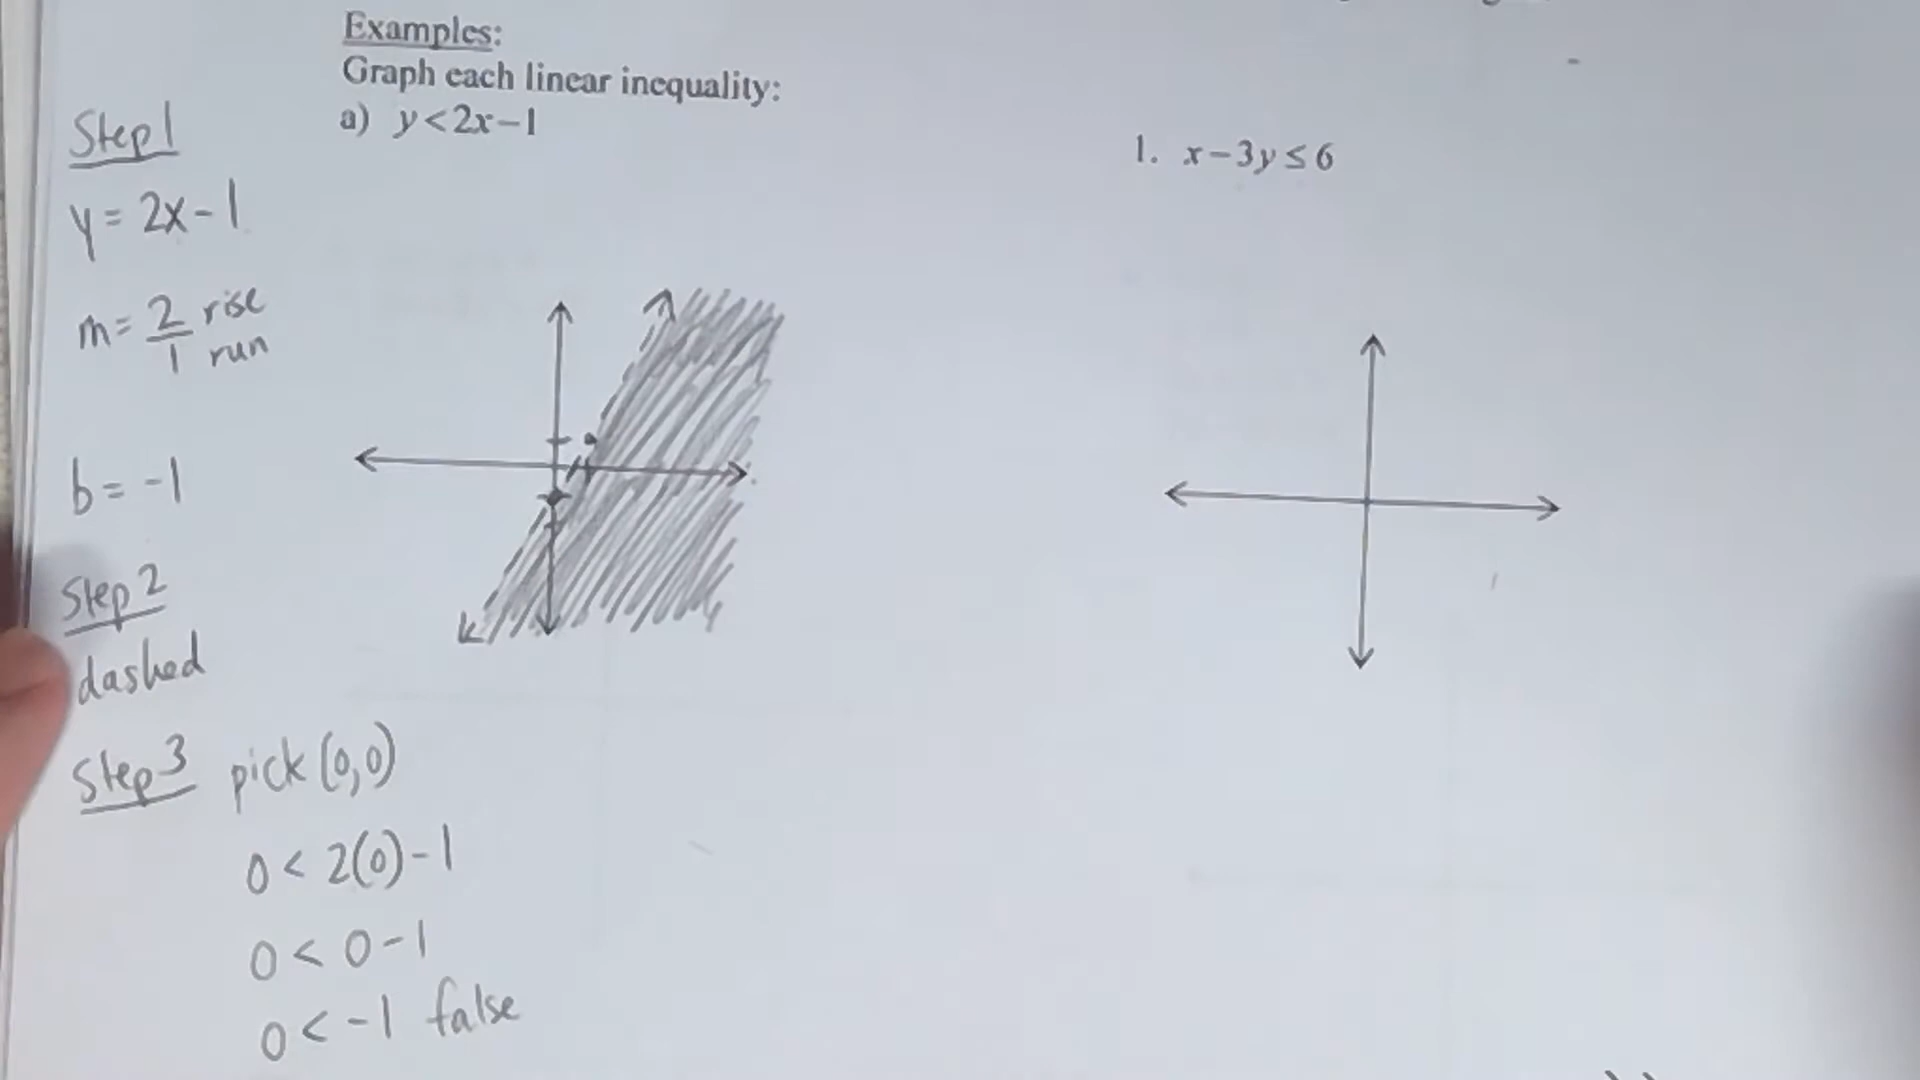 Examples:
Graph each linear inequality:
a) y<2x-1
Step 1
y = 2x - 1
m = 2/1 rise run
b = -1
Step 2
dashed
Step 3 pick (0,0)
0 < 2(0) - 1
0 < 0 - 1
0 < -1 false
1. x-3y≤6